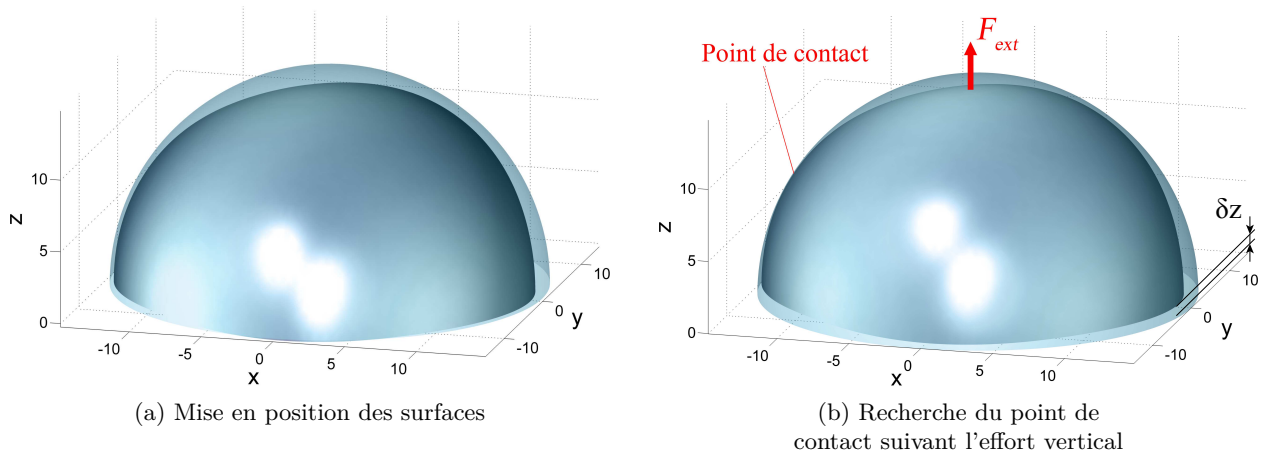 10
5
0
z
-10
-5
0
5
10
x
10
0
-10
y
(a) Mise en position des surfaces
Point de contact
F_ext
10
5
0
z
-10
-5
0
5
10
x
δz
10
0
-10
y
(b) Recherche du point de
contact suivant l'effort vertical